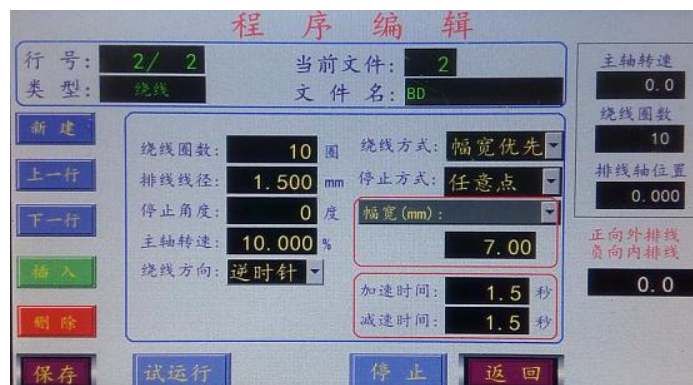 程 序 编 辑
行 号: 2/ 2 当前文件: 2
类 型: 绕线 文 件 名: BD
主轴转速
0.0
绕线圈数
10
排线轴位置
0.000
正向外排线
负向内排线
0.0
新 建
上一行
下一行
插 入
删 除
绕线圈数: 10 圈 绕线方式: 幅宽优先
排线线径: 1.500 mm 停止方式: 任意点
停止角度: 0 度 幅宽(mm):
主轴转速: 10.000 % 7.00
绕线方向: 逆时针
加速时间: 1.5 秒
减速时间: 1.5 秒
保存 试运行 停 止 返 回